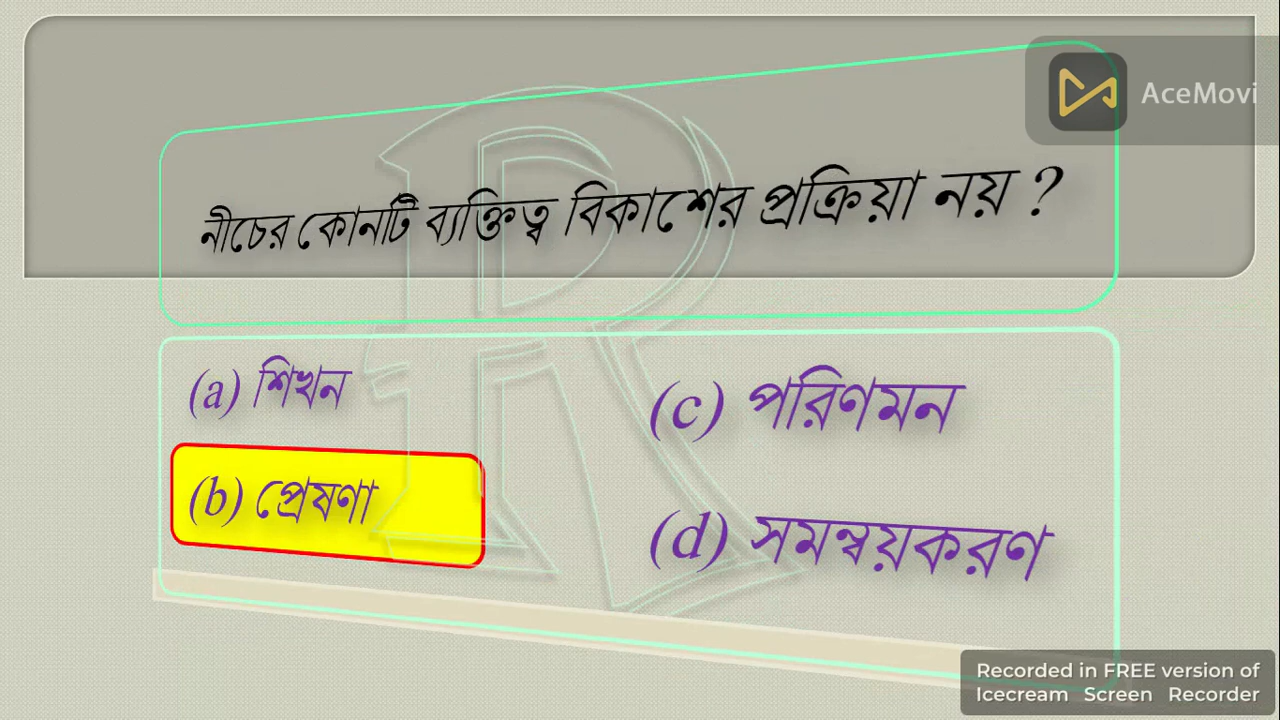 AceMovi
নীচের কোনটি ব্যক্তিত্ব বিকাশের প্রক্রিয়া নয় ?
(a) শিখন
(b) প্রেষণা
(c) পরিণমন
(d) সমন্বয়করণ
Recorded in FREE version of
Icecream Screen Recorder